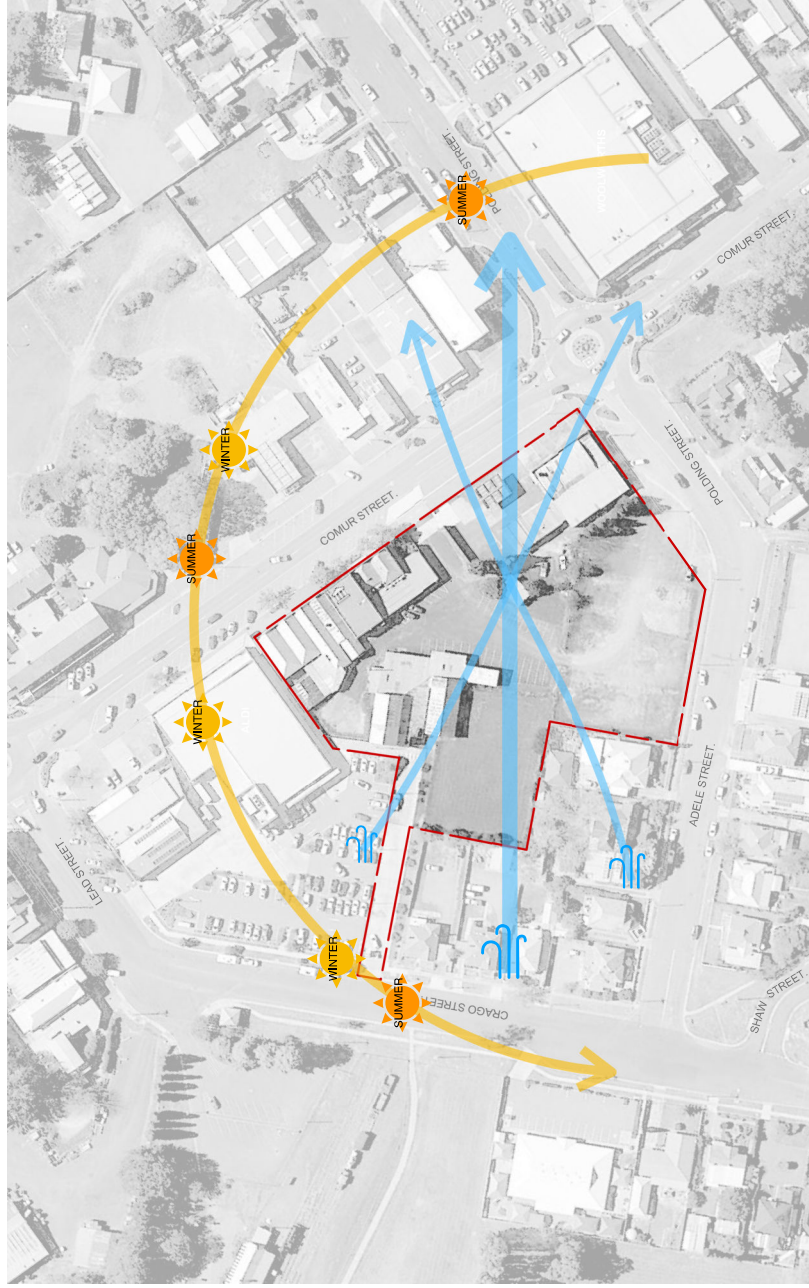 POLDING STREET.
SUMMER
WOOLWORTHS
COMUR STREET.
WINTER
SUMMER
COMUR STREET.
POLDING STREET.
WINTER
ALDI
ADELE STREET.
LEAD STREET.
WINTER
SUMMER
CRAGO STREET.
SHAW STREET